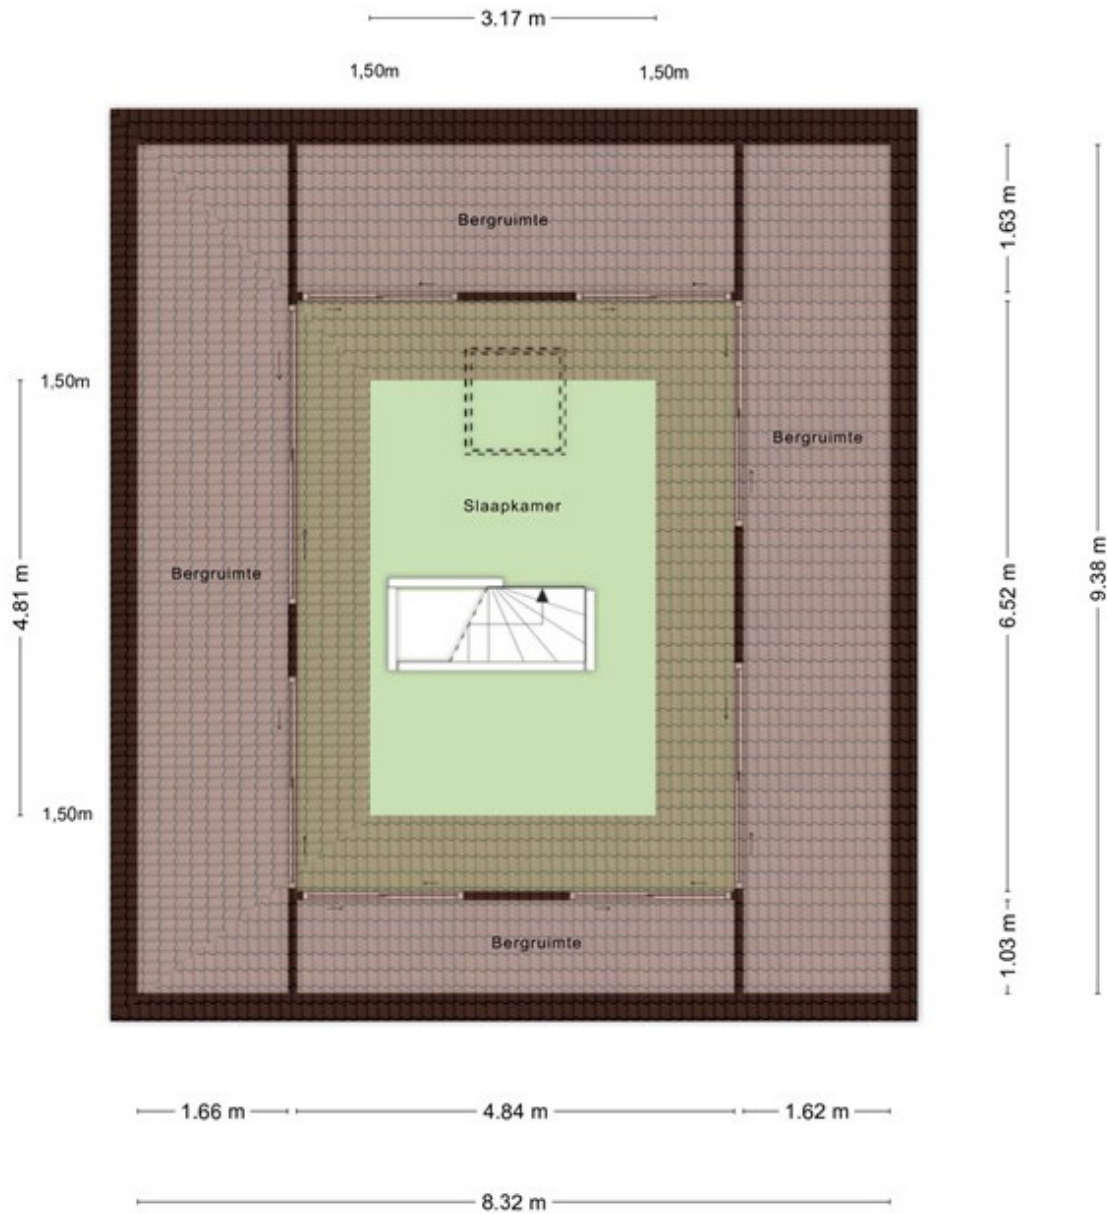 3.17 m
1,50m
1,50m
Bergruimte
1.63 m
1,50m
Bergruimte
Slaapkamer
Bergruimte
4.81 m
6.52 m
9.38 m
1,50m
Bergruimte
1.03 m
1.66 m
4.84 m
1.62 m
8.32 m